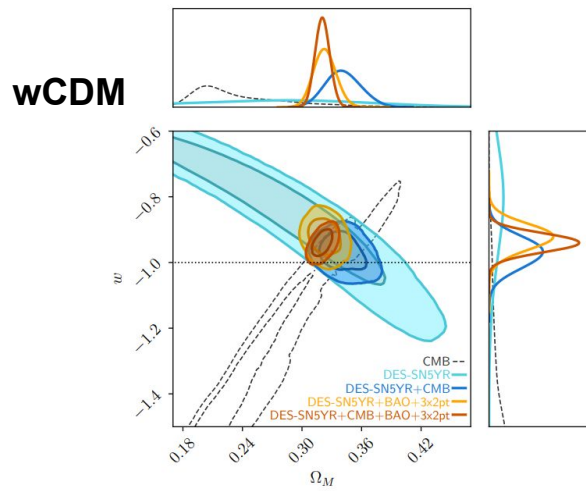 wCDM
−0.6
−0.8
−1.0
−1.2
−1.4
w
CMB
DES-SN5YR
DES-SN5YR+CMB
DES-SN5YR+BAO+3x2pt
DES-SN5YR+CMB+BAO+3x2pt
0.18 0.24 0.30 0.36 0.42
Ω_M